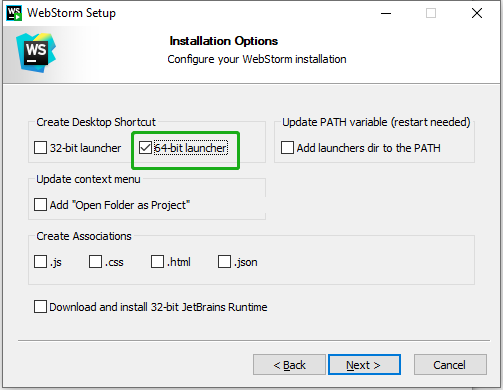 WebStorm Setup
WS
Installation Options
Configure your WebStorm installation
Create Desktop Shortcut
32-bit launcher
64-bit launcher
Update PATH variable (restart needed)
Add launchers dir to the PATH
Update context menu
Add "Open Folder as Project"
Create Associations
.js
.css
.html
.json
Download and install 32-bit JetBrains Runtime
< Back
Next >
Cancel